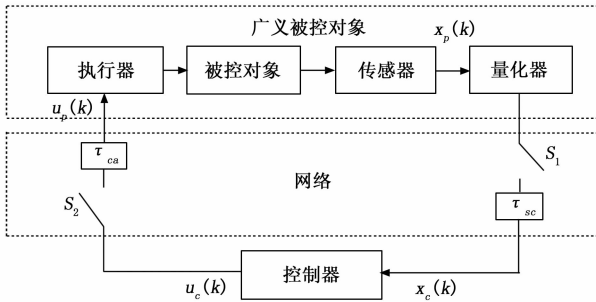 广义被控对象
x_p(k)
执行器
被控对象
传感器
量化器
u_p(k)
τ_ca
S_1
网络
τ_sc
S_2
控制器
u_c(k)
x_c(k)